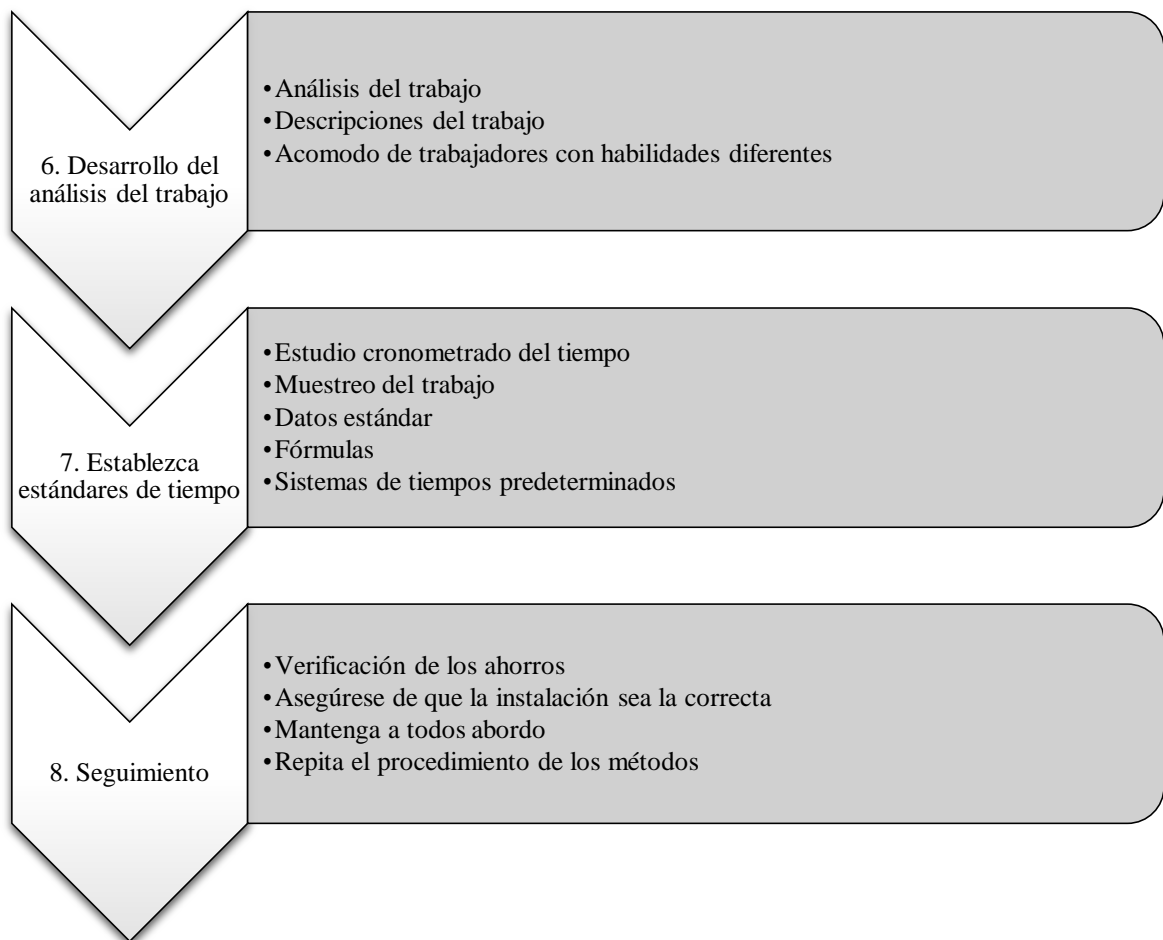 6. Desarrollo del
análisis del trabajo
•Análisis del trabajo
•Descripciones del trabajo
•Acomodo de trabajadores con habilidades diferentes
7. Establezca
estándares de tiempo
•Estudio cronometrado del tiempo
•Muestreo del trabajo
•Datos estándar
•Fórmulas
•Sistemas de tiempos predeterminados
8. Seguimiento
•Verificación de los ahorros
•Asegúrese de que la instalación sea la correcta
•Mantenga a todos abordo
•Repita el procedimiento de los métodos